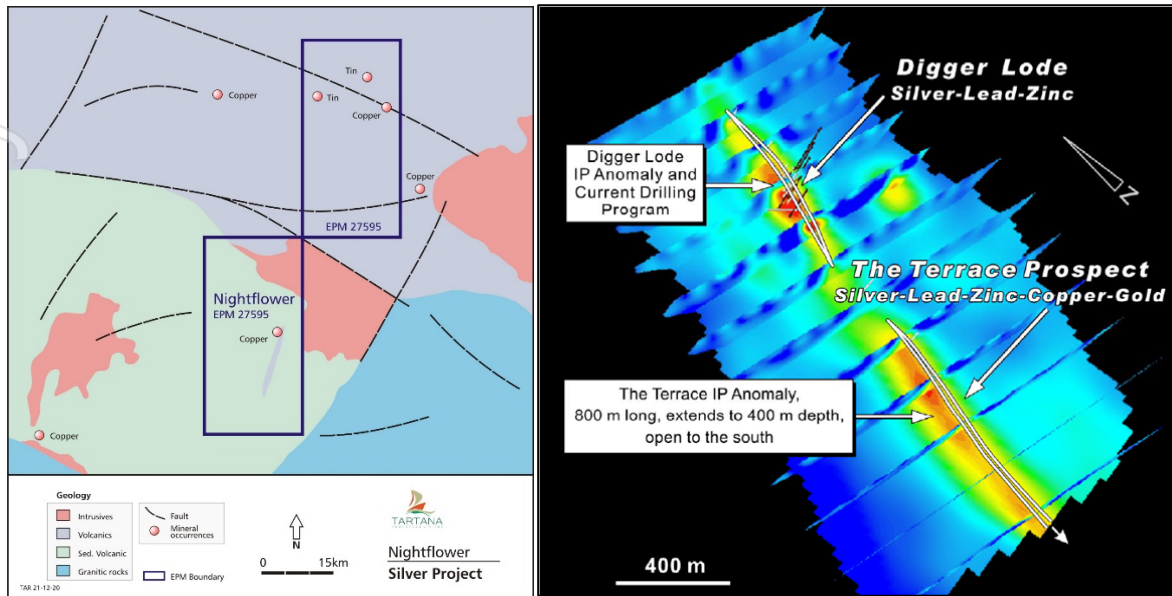 Tin
Copper
Tin
Copper
Copper
EPM 27595
Nightflower
EPM 27595
Copper
Copper
Geology
Intrusives
Volcanics
Sed. Volcanic
Granitic rocks
Fault
Mineral
occurrences
EPM Boundary
N
0 15km
TARTANA
Nightflower
Silver Project
TAR 21-12-20
Digger Lode
Silver-Lead-Zinc
Digger Lode
IP Anomaly and
Current Drilling
Program
N
The Terrace Prospect
Silver-Lead-Zinc-Copper-Gold
The Terrace IP Anomaly,
800 m long, extends to 400 m depth,
open to the south
400 m